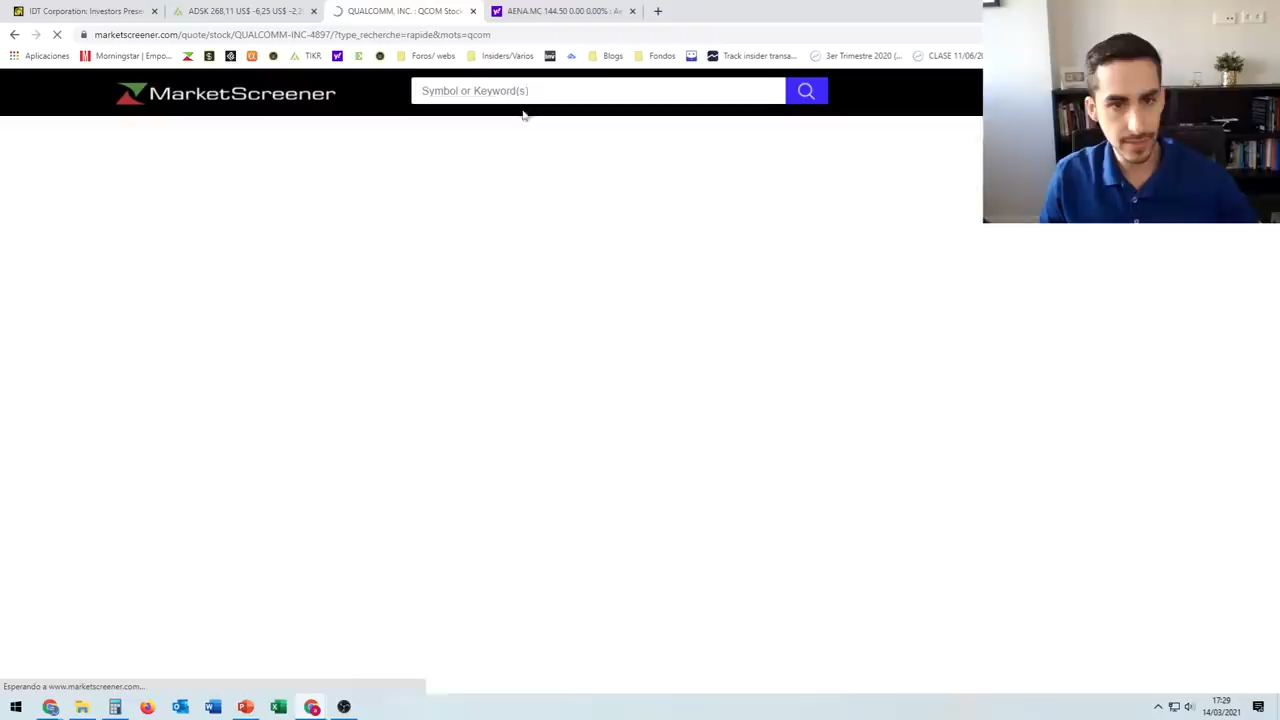 IDT Corporation: Investors Prese
ADSK 268,11 US$ -6,25 US$ -2,2
QUALCOMM, INC. : QCOM Stock
AENA.MC 144.50 0.00 0.00% : Ae
marketscreener.com/quote/stock/QUALCOMM-INC-4897/?type_recherche=rapide&mots=qcom
Aplicaciones
Morningstar | Empo...
TIKR
Foros/ webs
Insiders/Varios
Blogs
Fondos
Track insider transa...
3er Trimestre 2020 (...
CLASE 11/06/20
MarketScreener
Symbol or Keyword(s)
Esperando a www.marketscreener.com...
17:29
14/03/2021